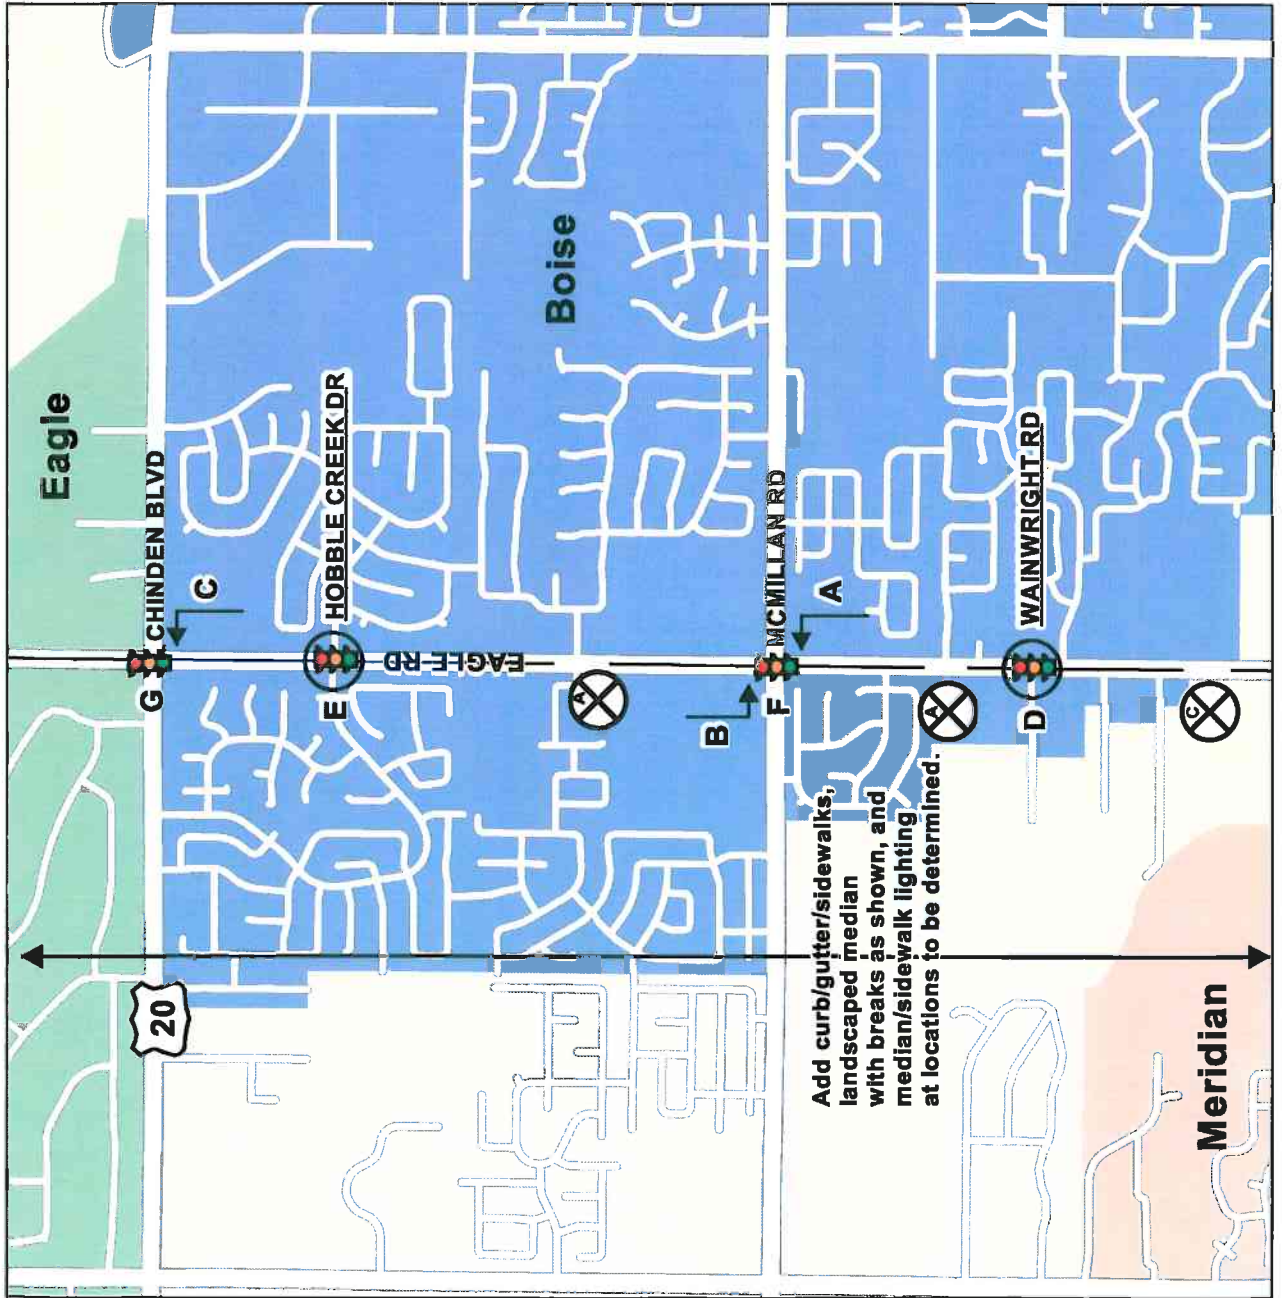 Eagle
CHINDEN BLVD
C
HOBBLE CREEK DR
G
E
EAGLE RD
Boise
A
B
F
MCMILLAN RD
A
A
WAINWRIGHT RD
D
C
Add curb/gutter/sidewalks,
landscaped median
with breaks as shown, and
median/sidewalk lighting
at locations to be determined.
20
Meridian